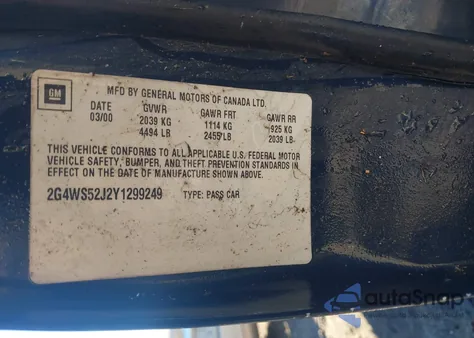 GM
MFD BY GENERAL MOTORS OF CANADA LTD.
DATE GVWR GAWR FRT GAWR RR
03/00 2039 KG 1114 KG 925 KG
4494 LB 2455 LB 2039 LB
THIS VEHICLE CONFORMS TO ALL APPLICABLE U.S. FEDERAL MOTOR
VEHICLE SAFETY, BUMPER, AND THEFT PREVENTION STANDARDS IN
EFFECT ON THE DATE OF MANUFACTURE SHOWN ABOVE.
2G4WS52J2Y1299249 TYPE: PASS CAR
autoSnap